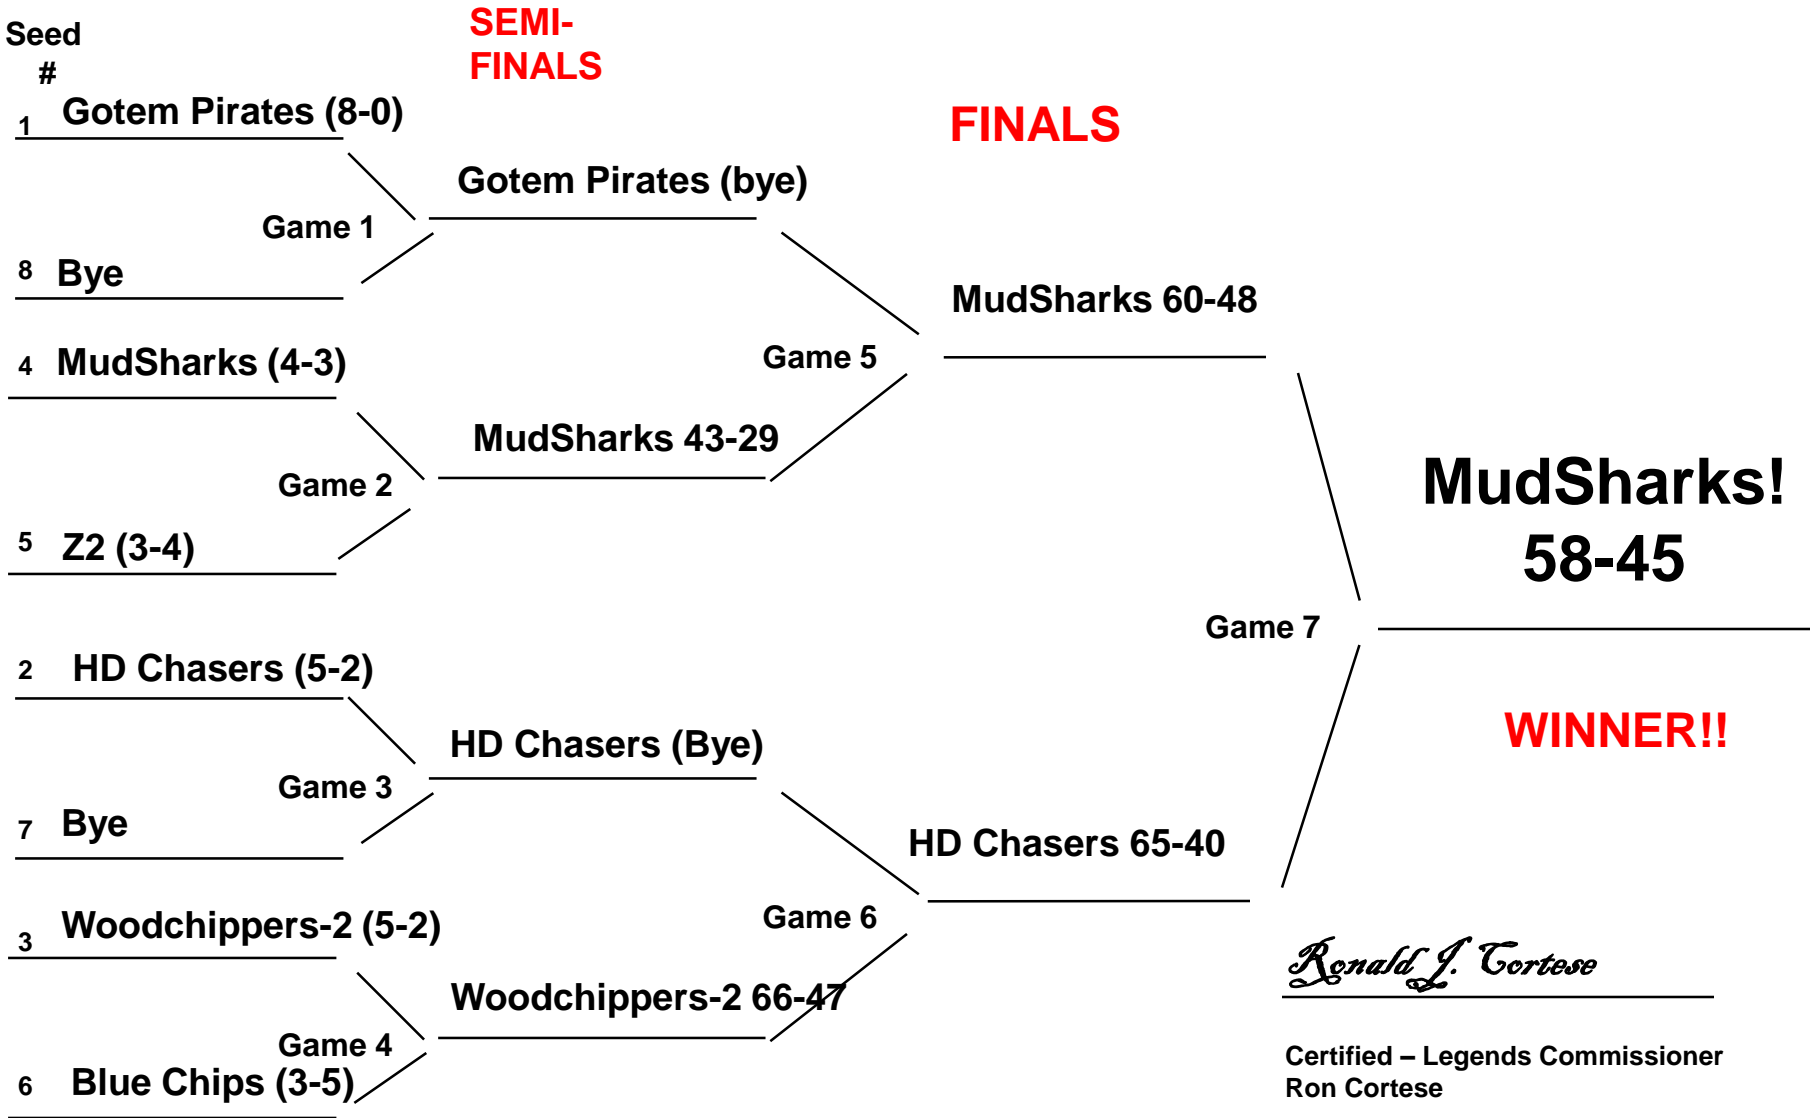 Seed
#
SEMI-
FINALS
FINALS
1 Gotem Pirates (8-0)
Gotem Pirates (bye)
Game 1
8 Bye
MudSharks 60-48
4 MudSharks (4-3)
Game 5
MudSharks 43-29
Game 2
5 Z2 (3-4)
MudSharks!
58-45
Game 7
2 HD Chasers (5-2)
WINNER!!
HD Chasers (Bye)
Game 3
7 Bye
HD Chasers 65-40
3 Woodchippers-2 (5-2)
Game 6
Woodchippers-2 66-47
Game 4
6 Blue Chips (3-5)
Ronald J. Cortese
Certified – Legends Commissioner
Ron Cortese